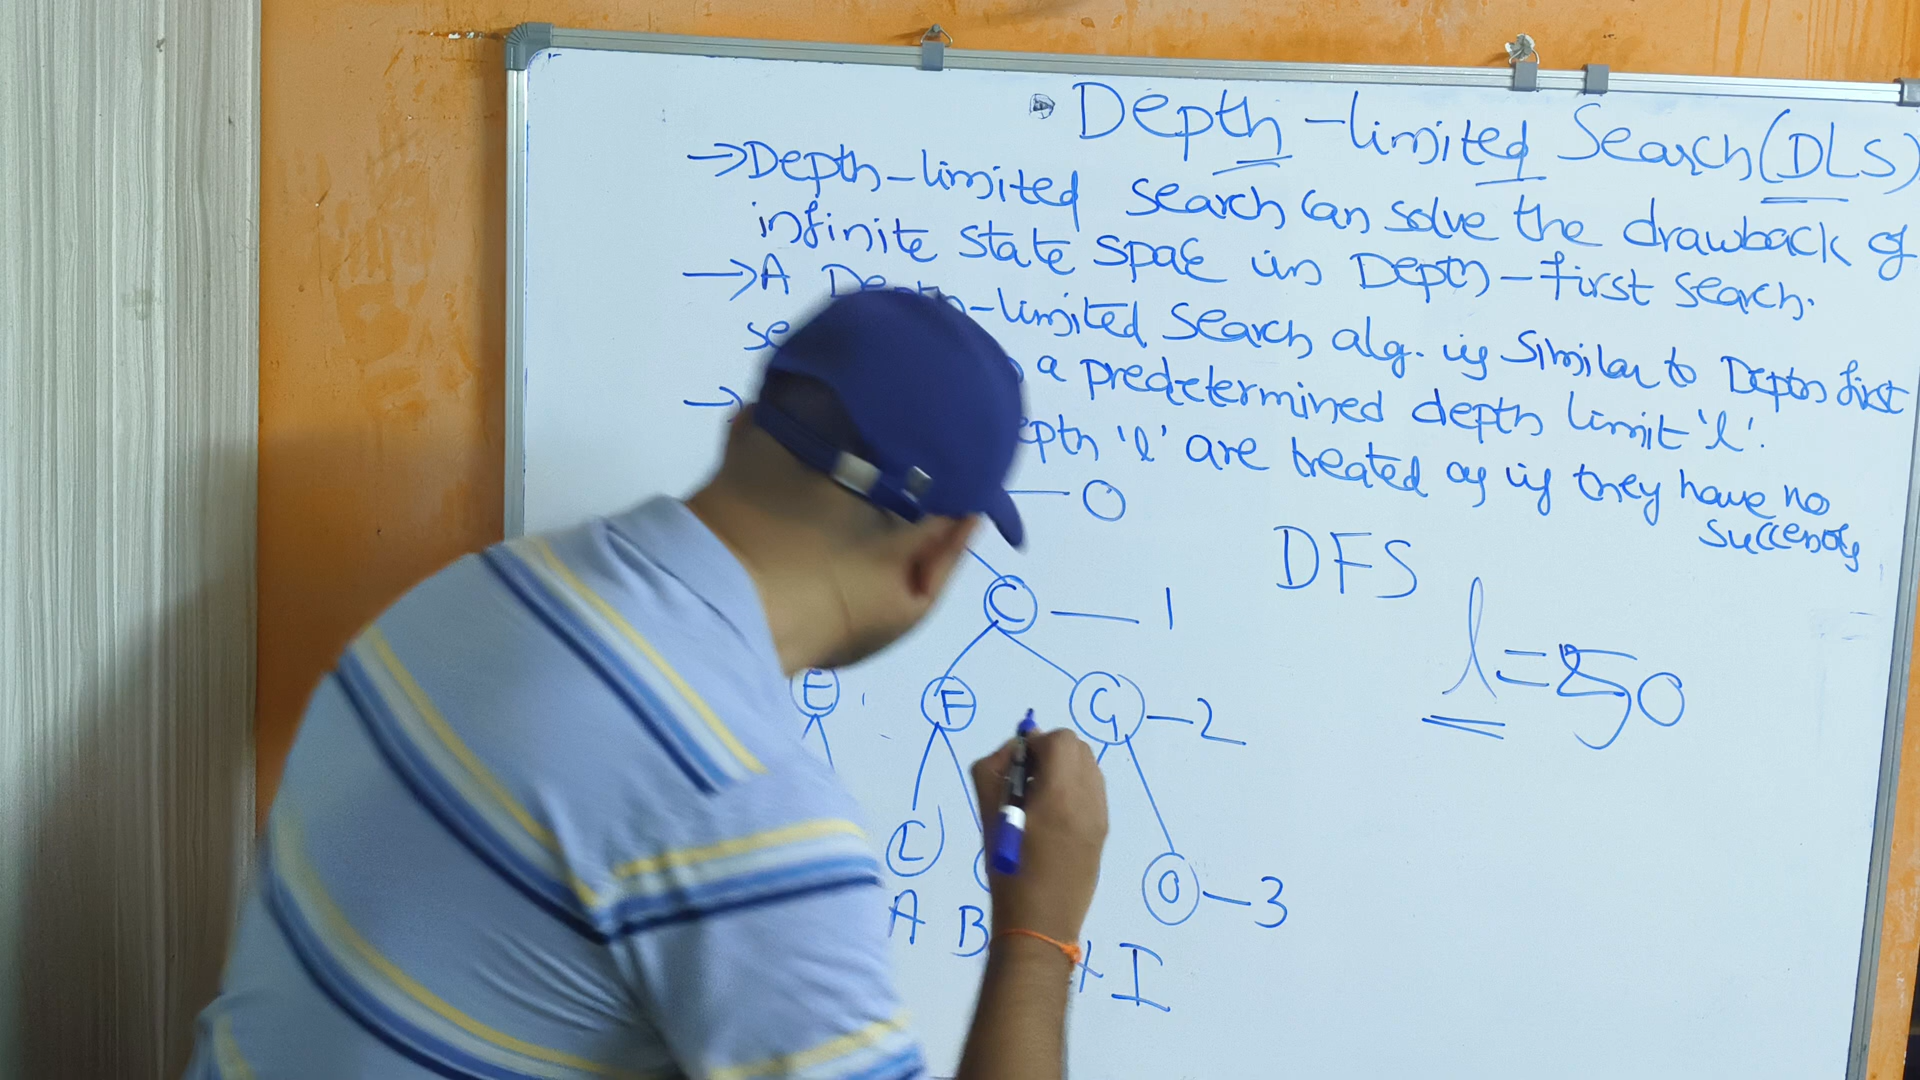 Depth-limited Search (DLS)
→Depth-limited search can solve the drawback of
infinite state space in Depth-first search.
→A Depth-limited search alg. is similar to Depth first
a predetermined depth limit 'l'.
→ depth 'l' are treated as if they have no
successors
0
DFS
C 1
l=50
E F G -2
L
O -3
A B
+ I